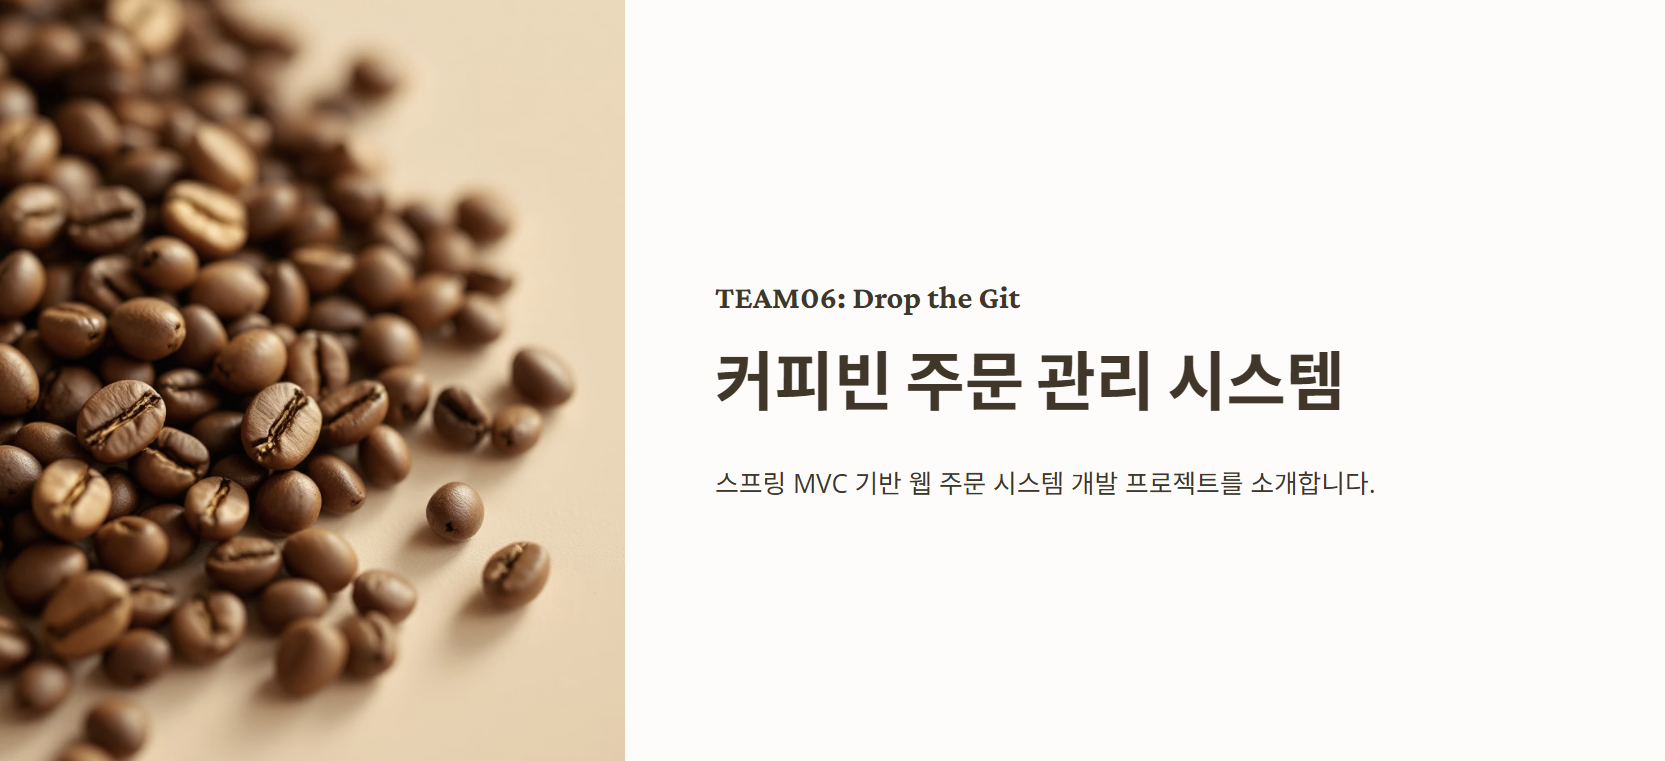 TEAM06: Drop the Git
커피빈 주문 관리 시스템
스프링 MVC 기반 웹 주문 시스템 개발 프로젝트를 소개합니다.